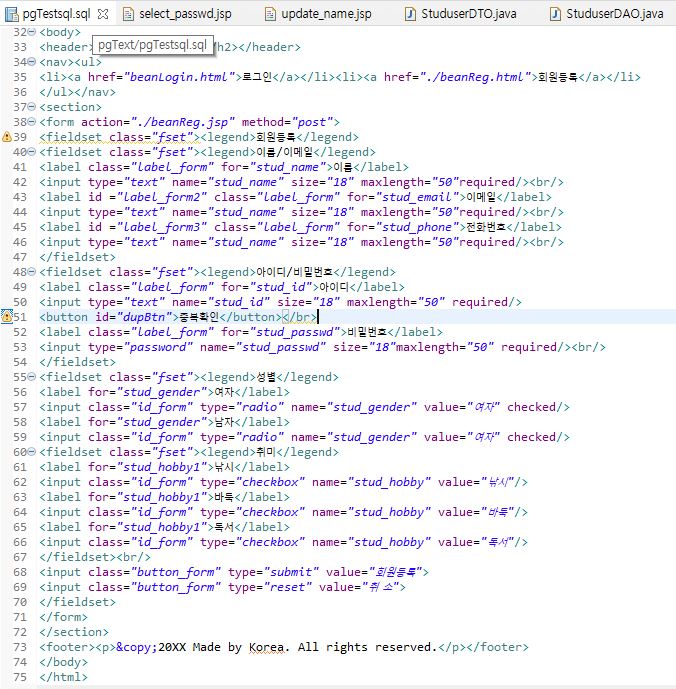 pgTestsql.sql select_passwd.jsp update_name.jsp StuduserDTO.java StuduserDAO.java
32 <body>
33 <header> /h2></header>
pgText/pgTestsql.sql
34 <nav><ul>
35 <li><a href="beanLogin.html">로그인</a></li><li><a href="./beanReg.html">회원등록</a></li>
36 </ul></nav>
37 <section>
38 <form action="./beanReg.jsp" method="post">
39 <fieldset class="fset"><legend>회원등록</legend>
40 <fieldset class="fset"><legend>이름/이메일</legend>
41 <label class="label_form" for="stud_name">이름</label>
42 <input type="text" name="stud_name" size="18" maxlength="50"required/><br/>
43 <label id ="label_form2" class="label_form" for="stud_email">이메일</label>
44 <input type="text" name="stud_name" size="18" maxlength="50"required/><br/>
45 <label id ="label_form3" class="label_form" for="stud_phone">전화번호</label>
46 <input type="text" name="stud_name" size="18" maxlength="50"required/><br/>
47 </fieldset>
48 <fieldset class="fset"><legend>아이디/비밀번호</legend>
49 <label class="label_form" for="stud_id">아이디</label>
50 <input type="text" name="stud_id" size="18" maxlength="50" required/>
51 <button id="dupBtn">중복확인</button></br>
52 <label class="label_form" for="stud_passwd">비밀번호</label>
53 <input type="password" name="stud_passwd" size="18"maxlength="50" required/><br/>
54 </fieldset>
55 <fieldset class="fset"><legend>성별</legend>
56 <label for="stud_gender">여자</label>
57 <input class="id_form" type="radio" name="stud_gender" value="여자" checked/>
58 <label for="stud_gender">남자</label>
59 <input class="id_form" type="radio" name="stud_gender" value="여자" checked/>
60 <fieldset class="fset"><legend>취미</legend>
61 <label for="stud_hobby1">낚시</label>
62 <input class="id_form" type="checkbox" name="stud_hobby" value="낚시"/>
63 <label for="stud_hobby1">바둑</label>
64 <input class="id_form" type="checkbox" name="stud_hobby" value="바둑"/>
65 <label for="stud_hobby1">독서</label>
66 <input class="id_form" type="checkbox" name="stud_hobby" value="독서"/>
67 </fieldset><br/>
68 <input class="button_form" type="submit" value="회원등록">
69 <input class="button_form" type="reset" value="취 소">
70 </fieldset>
71 </form>
72 </section>
73 <footer><p>&copy;20XX Made by Korea. All rights reserved.</p></footer>
74 </body>
75 </html>